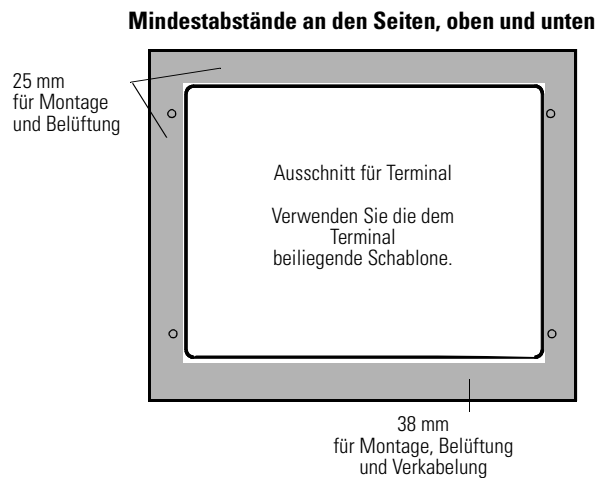 Mindestabstände an den Seiten, oben und unten
25 mm
für Montage
und Belüftung
Ausschnitt für Terminal
Verwenden Sie die dem
Terminal
beiliegende Schablone.
38 mm
für Montage, Belüftung
und Verkabelung